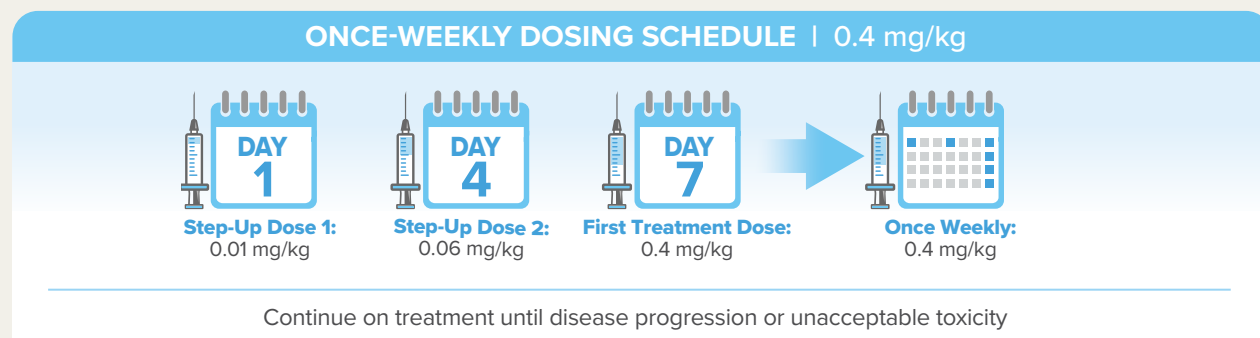 ONCE-WEEKLY DOSING SCHEDULE | 0.4 mg/kg
DAY
1
DAY
4
DAY
7
Step-Up Dose 1:
0.01 mg/kg
Step-Up Dose 2:
0.06 mg/kg
First Treatment Dose:
0.4 mg/kg
Once Weekly:
0.4 mg/kg
Continue on treatment until disease progression or unacceptable toxicity